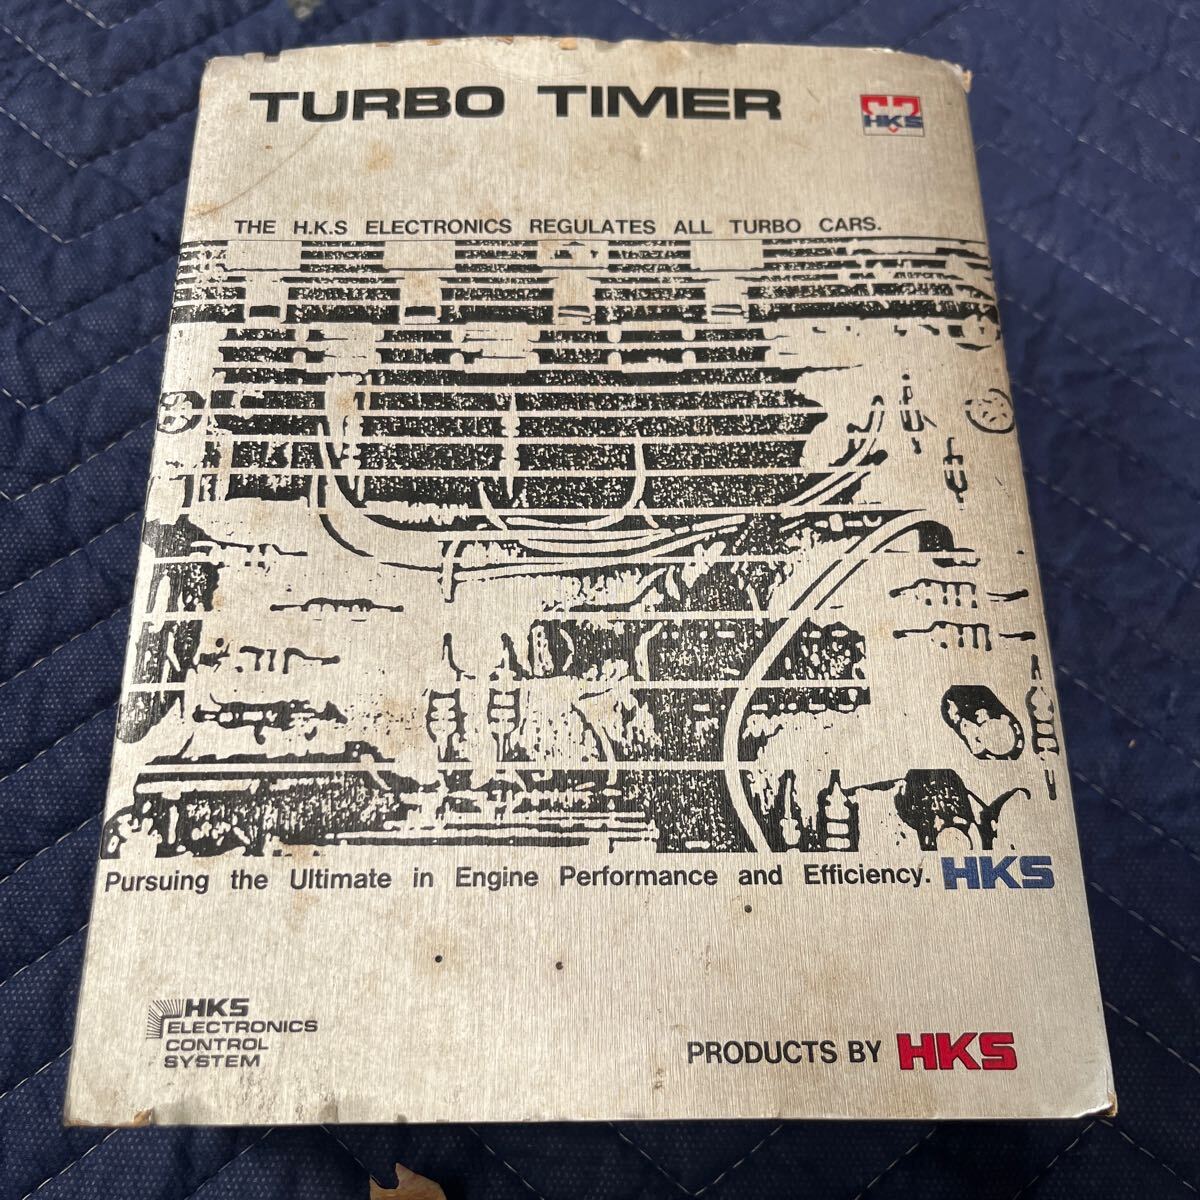 TURBO TIMER
HKS
THE H.K.S ELECTRONICS REGULATES ALL TURBO CARS.
Pursuing the Ultimate in Engine Performance and Efficiency. HKS
HKS
ELECTRONICS
CONTROL
SYSTEM
PRODUCTS BY HKS